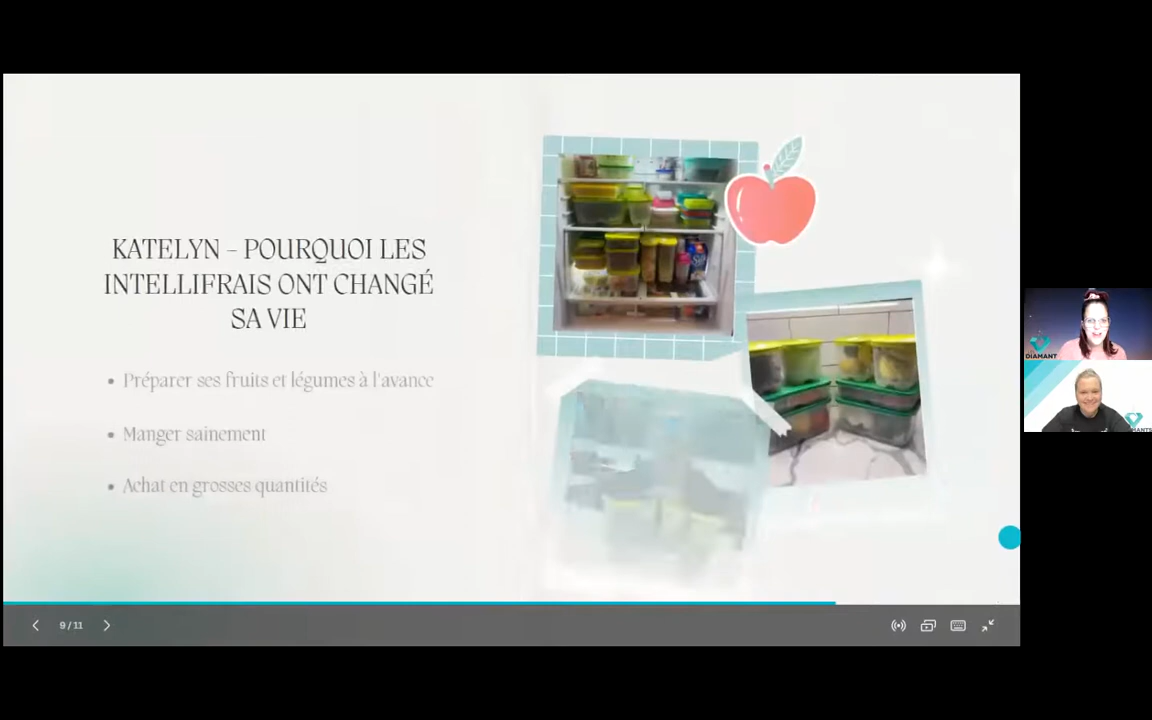 KATELYN – POURQUOI LES
INTELLIFRAIS ONT CHANGÉ
SA VIE
• Préparer ses fruits et légumes à l'avance
• Manger sainement
• Achat en grosses quantités
9 / 11
DIAMANT